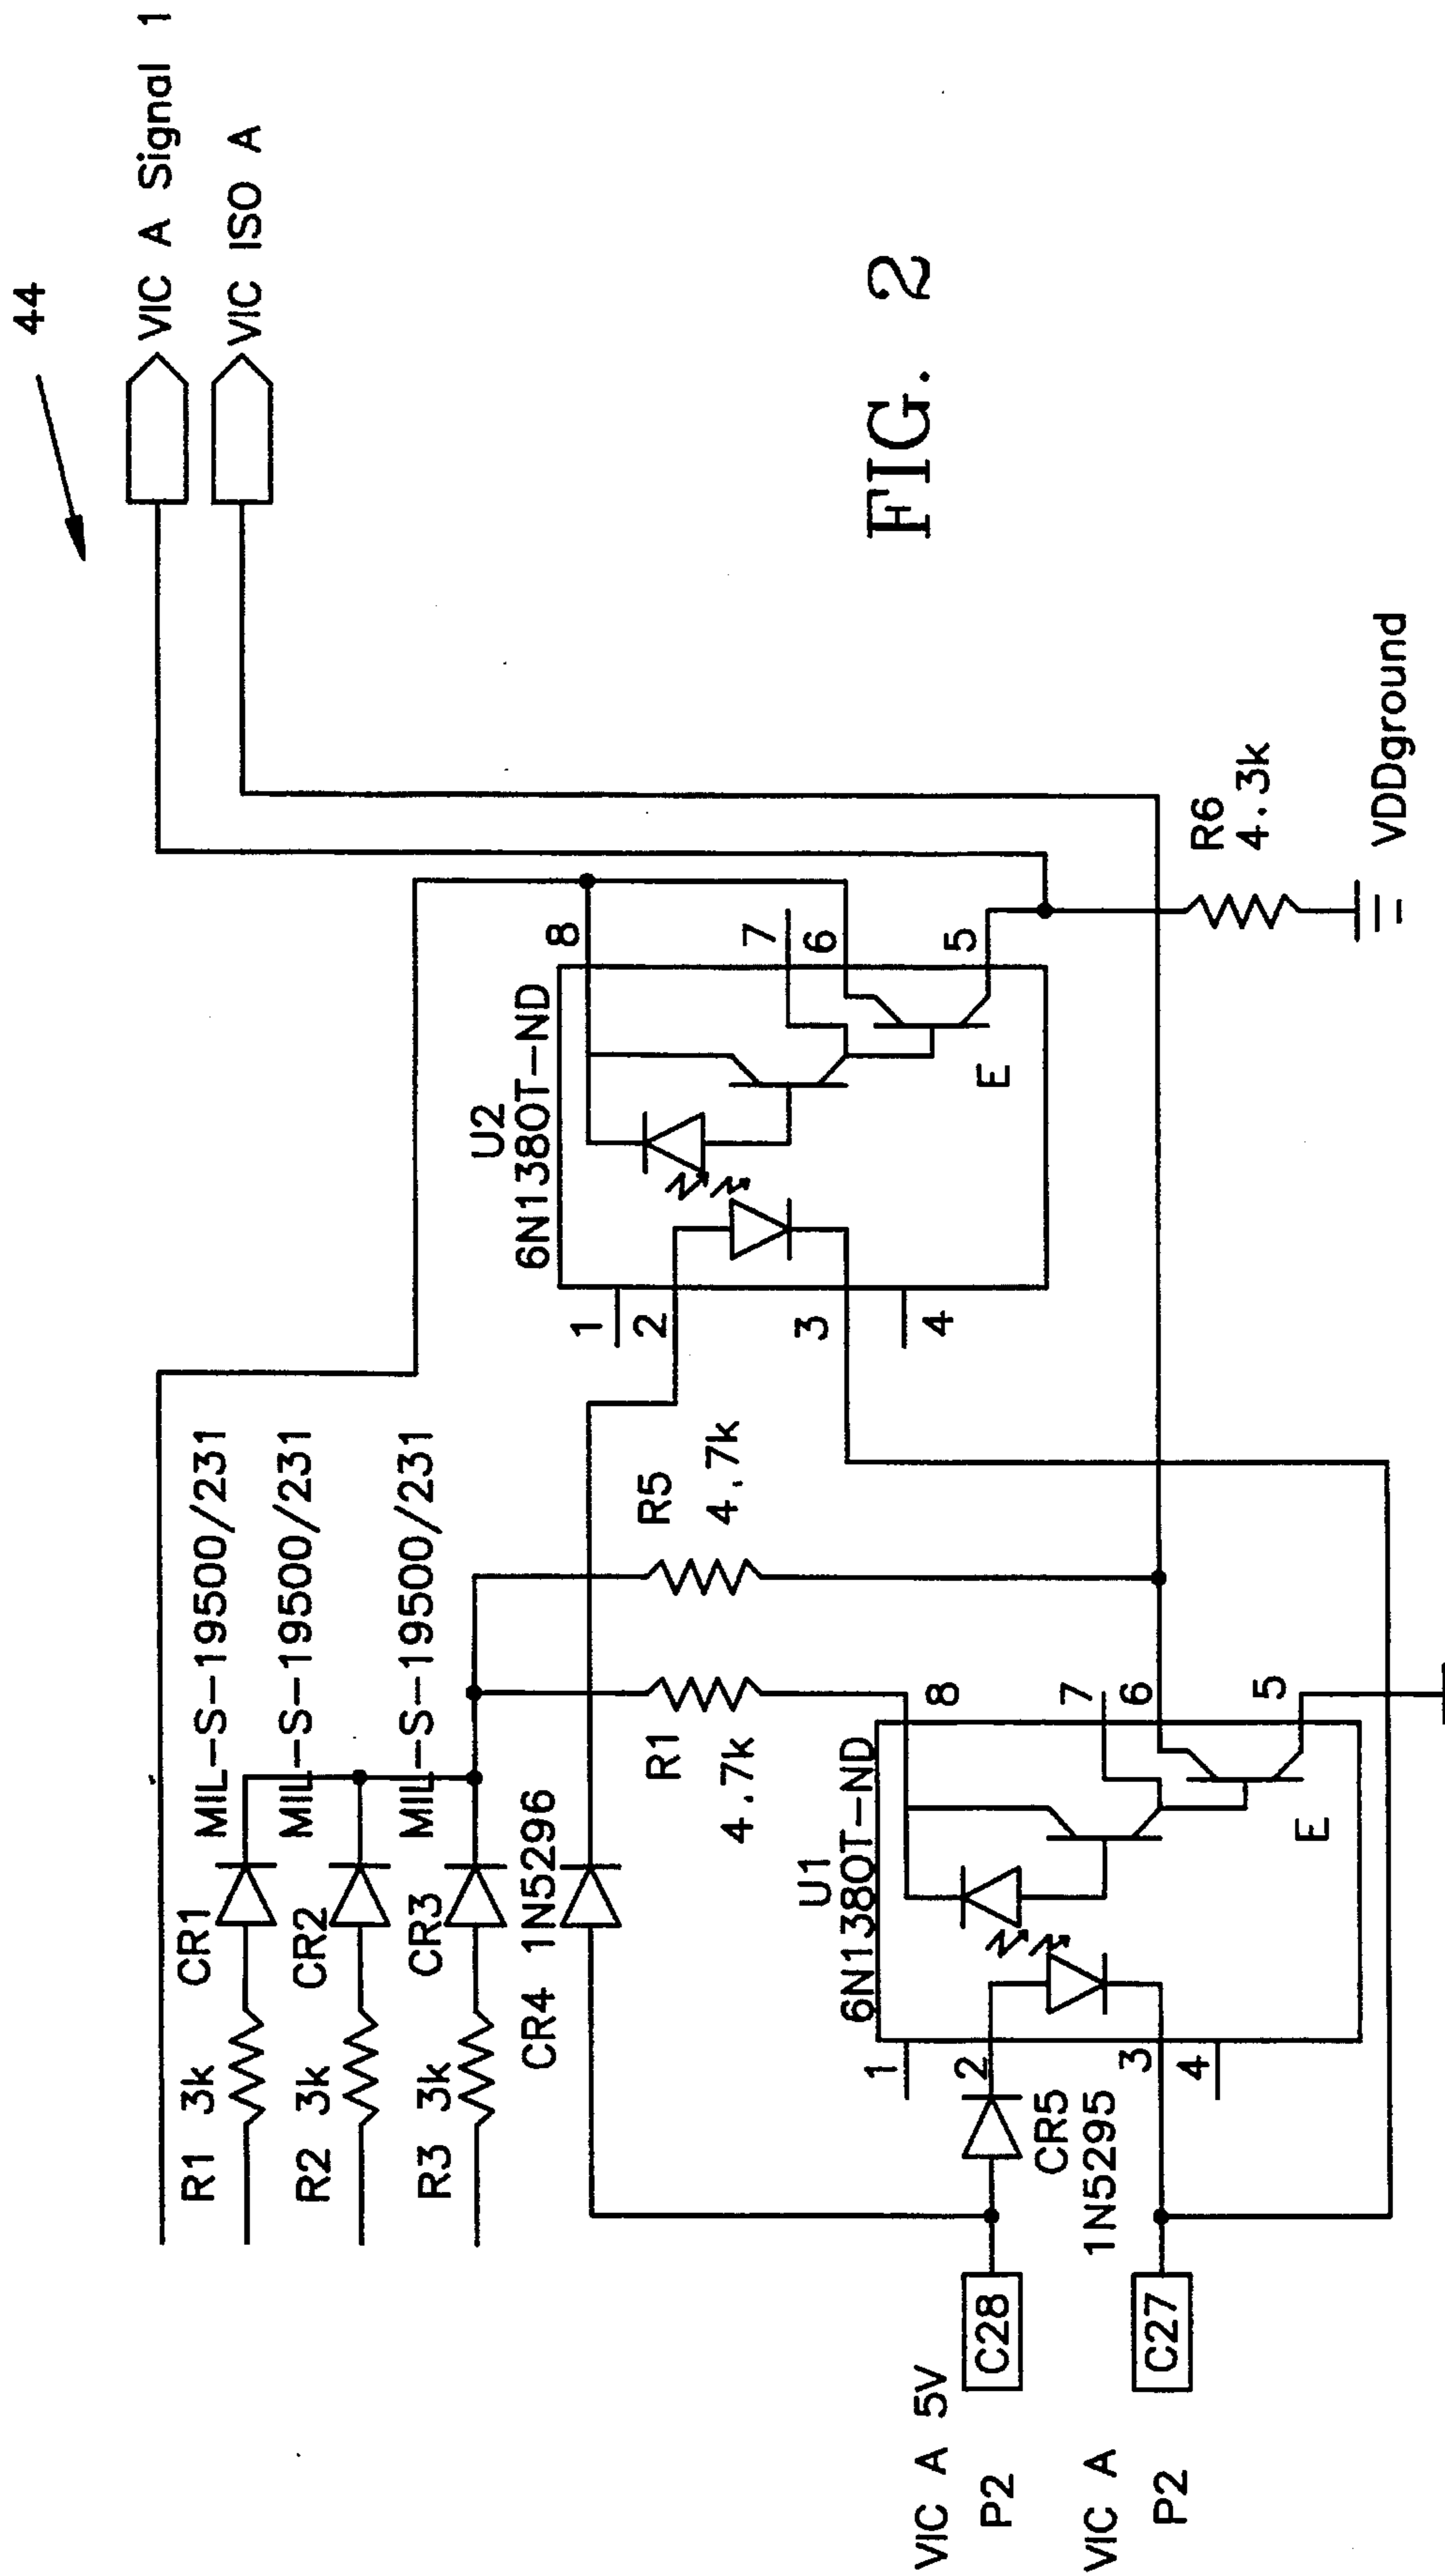 44
VIC A Signal 1
VIC ISO A
R1 3k
CR1
MIL-S-19500/231
R2 3k
CR2
MIL-S-19500/231
R3 3k
CR3
MIL-S-19500/231
CR4 1N5296
R1
4.7k
R5
4.7k
U2
6N138OT-ND
1
2
3
4
8
7
6
5
E
U1
6N138OT-ND
1
2
3
4
8
7
6
5
E
CR5
1N5295
VIC A 5V
P2
C28
VIC A
P2
C27
R6
4.3k
VDDground
FIG. 2